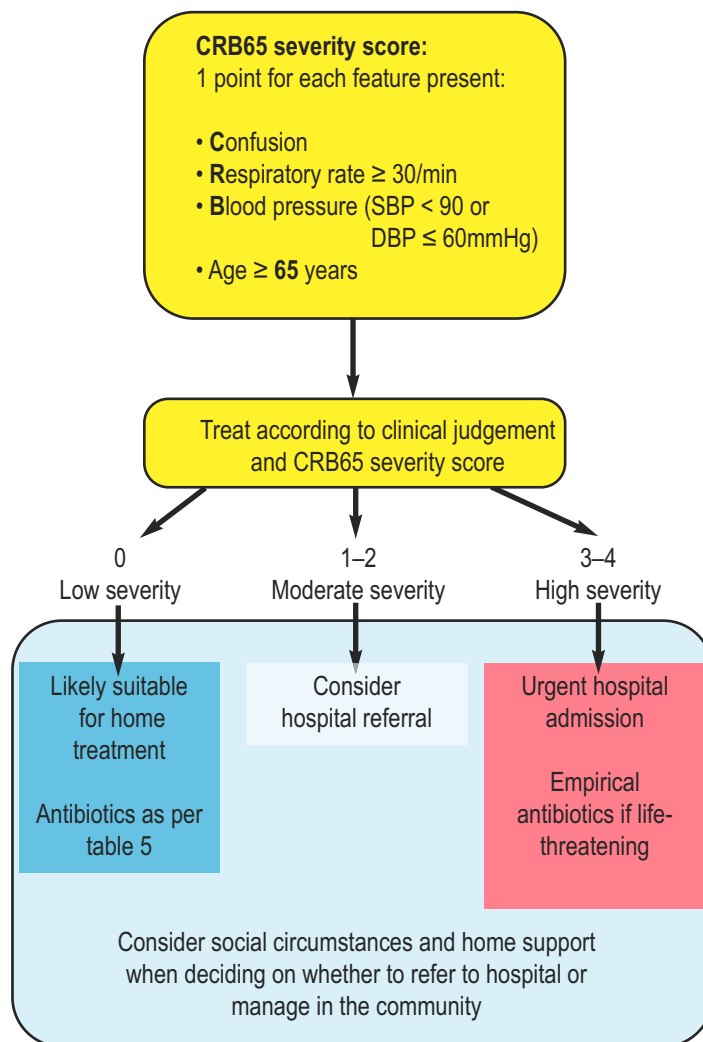 CRB65 severity score:
1 point for each feature present:
• Confusion
• Respiratory rate ≥ 30/min
• Blood pressure (SBP < 90 or
DBP ≤ 60mmHg)
• Age ≥ 65 years
Treat according to clinical judgement
and CRB65 severity score
0
Low severity
1–2
Moderate severity
3–4
High severity
Likely suitable
for home
treatment
Antibiotics as per
table 5
Consider
hospital referral
Urgent hospital
admission
Empirical
antibiotics if life-
threatening
Consider social circumstances and home support
when deciding on whether to refer to hospital or
manage in the community